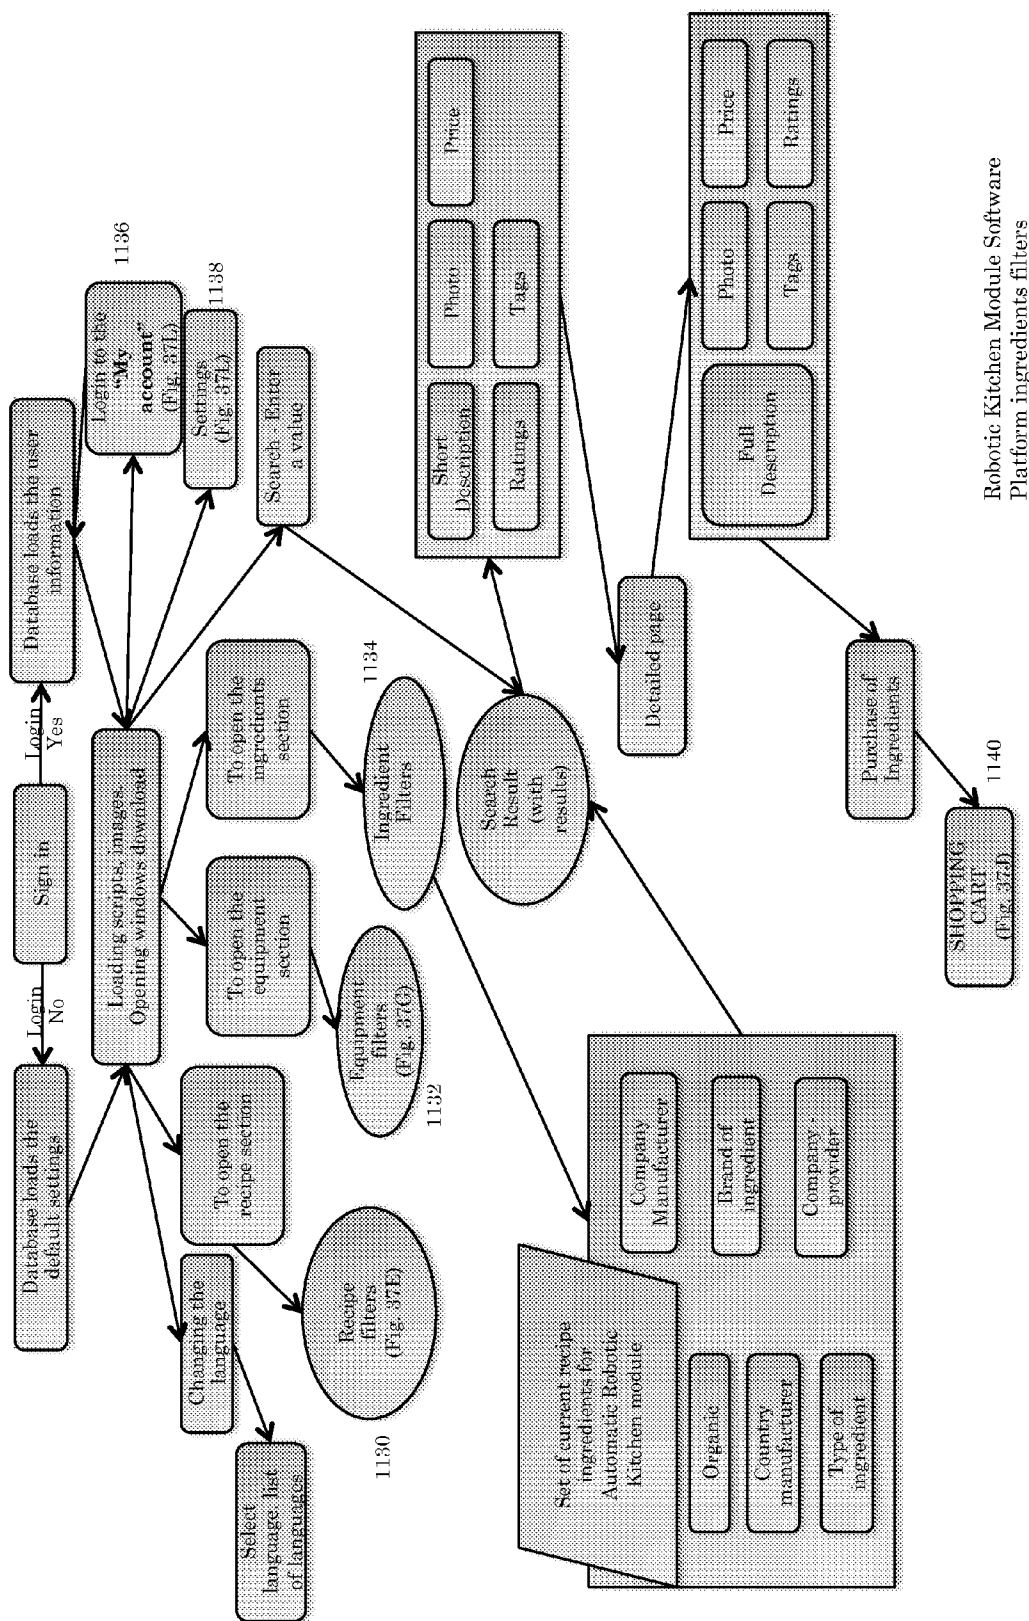 Database loads the
default settings
Login
No
Sign in
Login
Yes
Database loads the user
information
Loading scripts, images.
Opening windows download
Login to the
"My
account"
(Fig. 37L)
1136
Settings
(Fig. 37L)
1138
Search - Enter
a value
Changing the
language
Select
language, list
of languages
To open the
recipe section
Recipe
filters
(Fig. 37E)
1130
To open the
equipment
section
Equipment
filters
(Fig. 37G)
1132
To open the
ingredients
section
Ingredient
Filters
1134
Search
Result
(with
results)
Short
Description
Photo
Price
Ratings
Tags
Set of current recipe
ingredients for
Automatic Robotic
Kitchen module
Organic
Country
manufacturer
Type of
ingredient
Company
Manufacturer
Brand of
ingredient
Company -
provider
Detailed page
Full
Description
Photo
Price
Tags
Ratings
Purchase of
Ingredients
SHOPPING
CART
(Fig. 37J)
1140
Robotic Kitchen Module Software
Platform ingredients filters